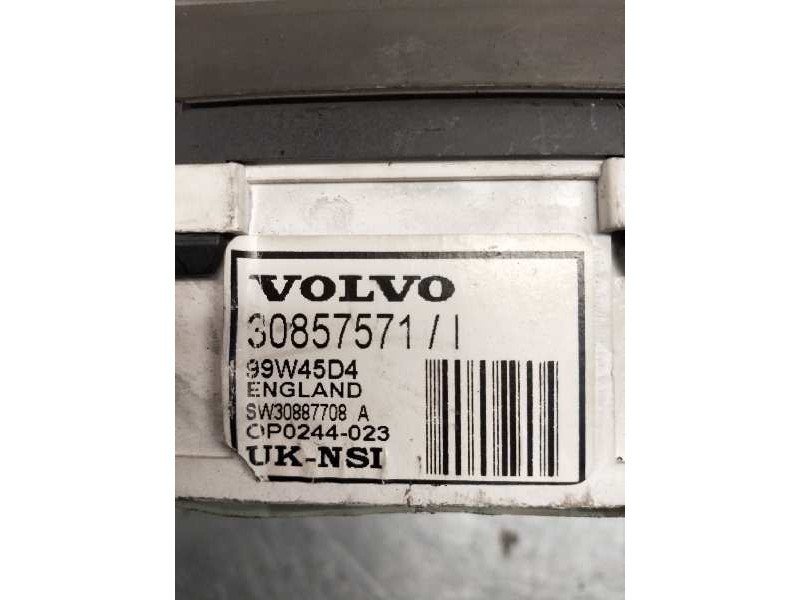 VOLVO
30857571/I
99W45D4
ENGLAND
SW30887708 A
OP0244-023
UK-NSI